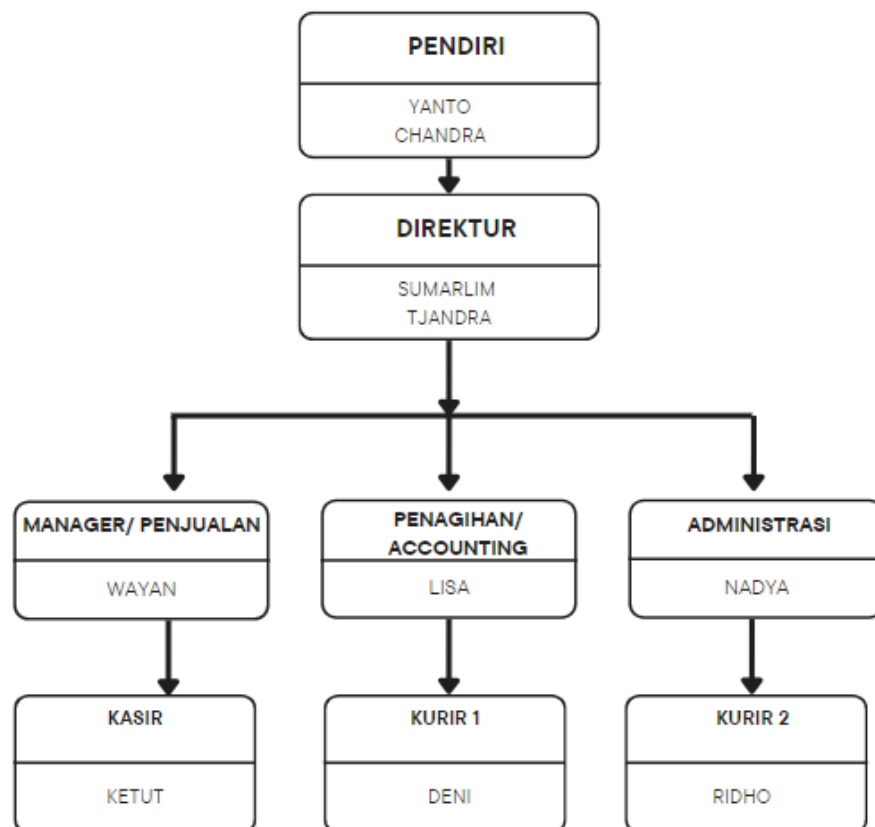 PENDIRI
YANTO
CHANDRA
DIREKTUR
SUMARLIM
TJANDRA
MANAGER/ PENJUALAN
WAYAN
PENAGIHAN/
ACCOUNTING
LISA
ADMINISTRASI
NADYA
KASIR
KETUT
KURIR 1
DENI
KURIR 2
RIDHO